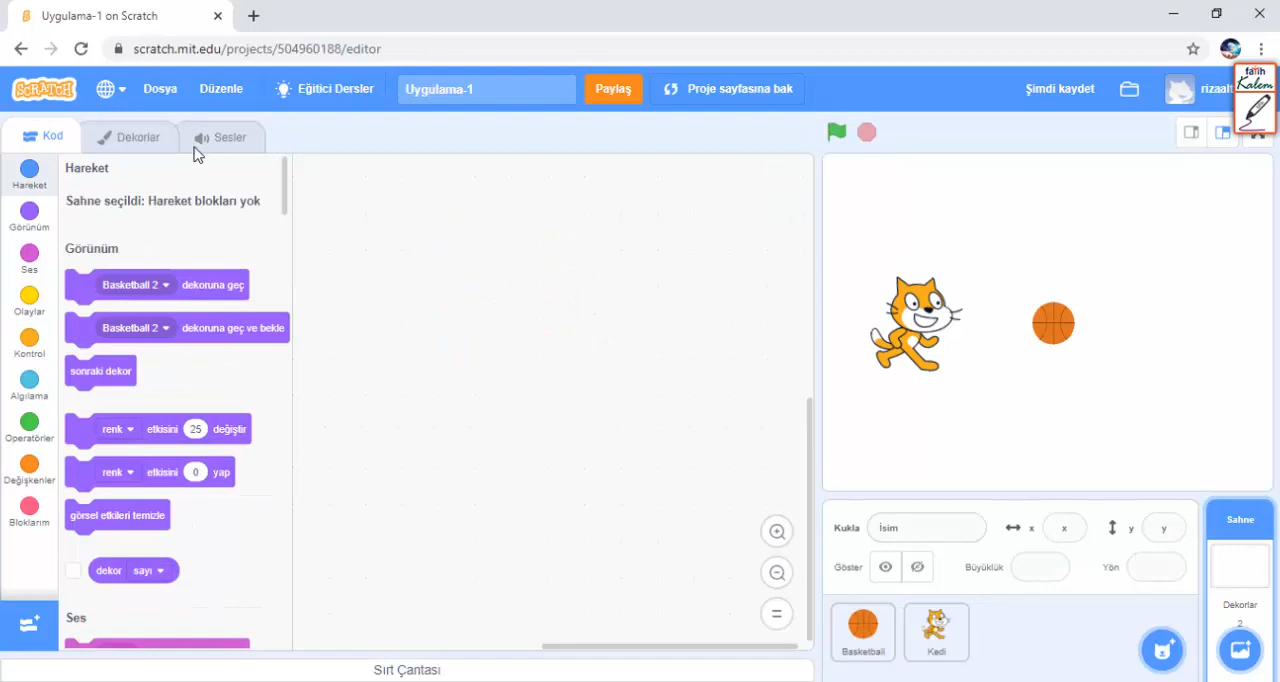 Uygulama-1 on Scratch
scratch.mit.edu/projects/504960188/editor
SCRATCH
Dosya
Düzenle
Eğitici Dersler
Uygulama-1
Paylaş
Proje sayfasına bak
Şimdi kaydet
rizaalt
fatih
Kalem
Kod
Dekorlar
Sesler
Hareket
Görünüm
Ses
Olaylar
Kontrol
Algılama
Operatörler
Değişkenler
Bloklarım
Hareket
Sahne seçildi: Hareket blokları yok
Görünüm
Basketball 2 dekoruna geç
Basketball 2 dekoruna geç ve bekle
sonraki dekor
renk etkisini 25 değiştir
renk etkisini 0 yap
görsel etkileri temizle
dekor sayı
Ses
Sırt Çantası
Kukla İsim x x y y
Göster Büyüklük Yön
Basketball
Kedi
Sahne
Dekorlar
2